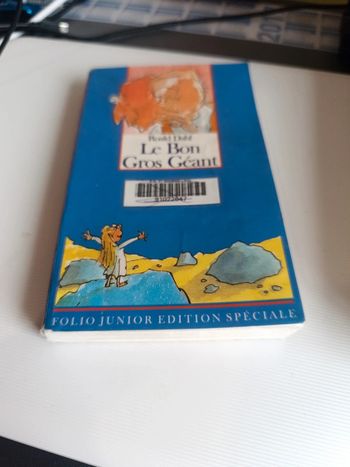 Roald Dahl
Le Bon
Gros Géant
FOLIO JUNIOR EDITION SPÉCIALE